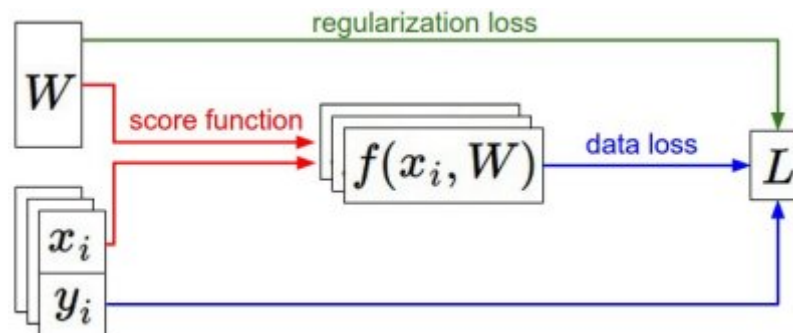 regularization loss
W
score function
f(x_i, W)
data loss
L
x_i
y_i